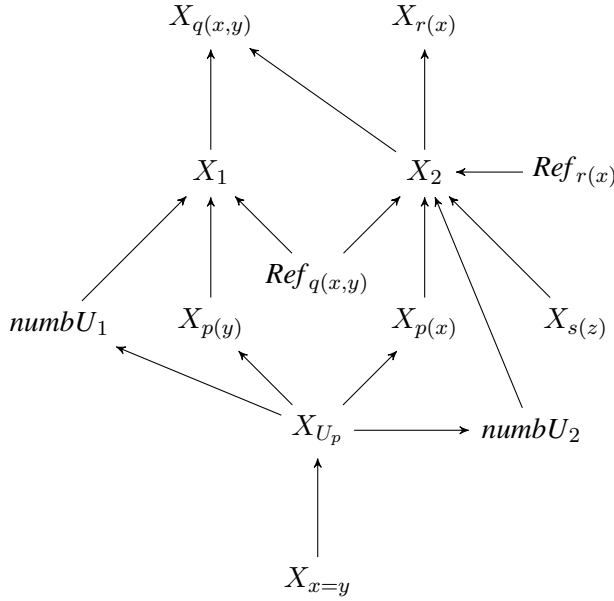 X_{q(x,y)} X_{r(x)}
X_1 X_2 Ref_{r(x)}
Ref_{q(x,y)}
numbU_1 X_{p(y)} X_{p(x)} X_{s(z)}
X_{U_p} numbU_2
X_{x=y}